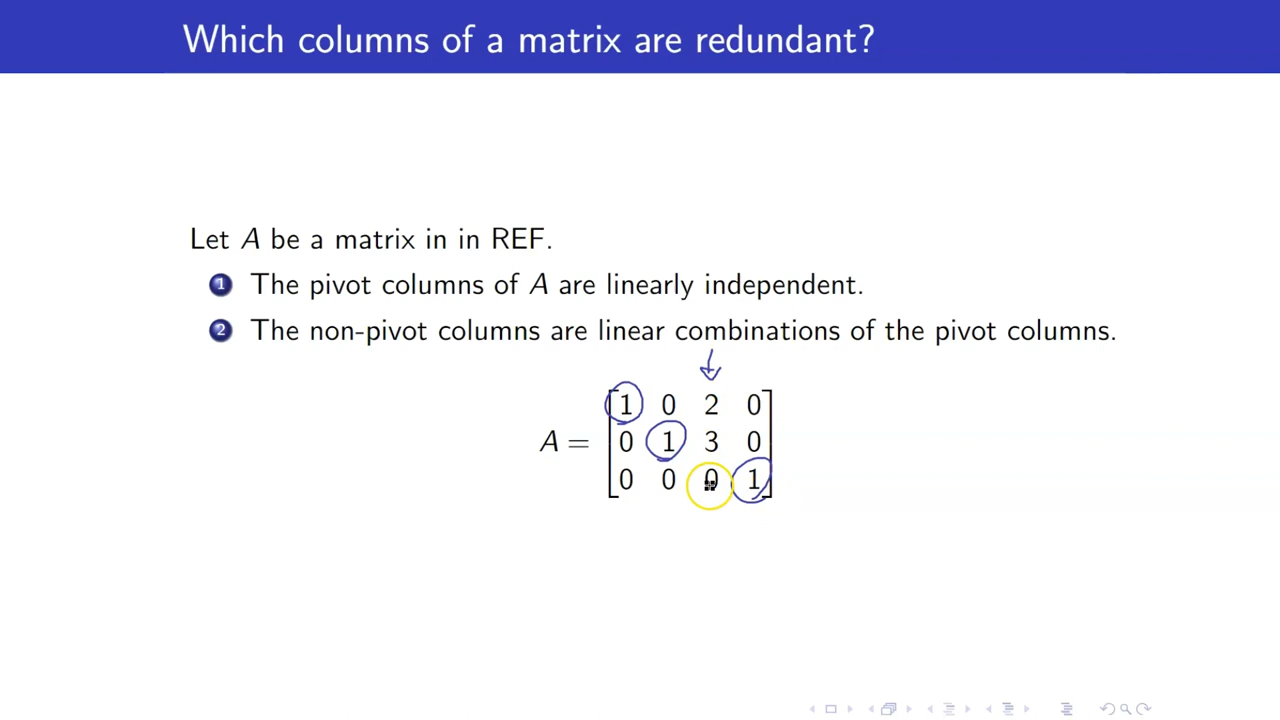 Which columns of a matrix are redundant?
Let A be a matrix in in REF.
1 The pivot columns of A are linearly independent.
2 The non-pivot columns are linear combinations of the pivot columns.
1 0 2 0
A = 0 1 3 0
0 0 0 1